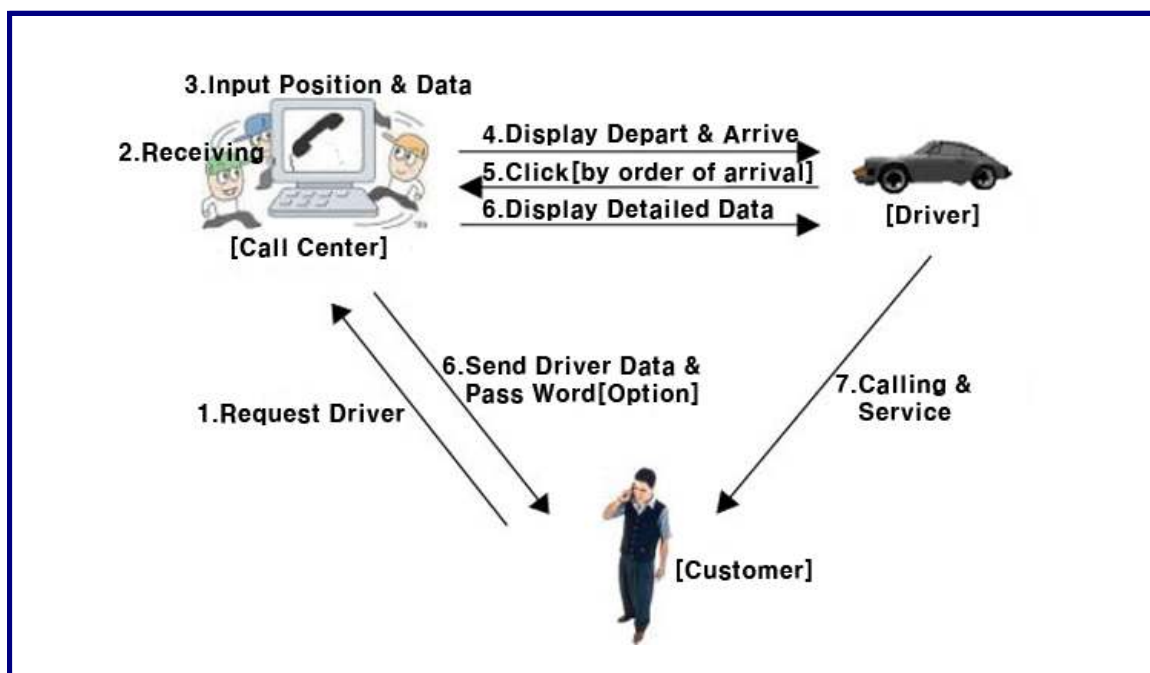 3.Input Position & Data
2.Receiving
4.Display Depart & Arrive
5.Click[by order of arrival]
6.Display Detailed Data
[Driver]
[Call Center]
6.Send Driver Data &
Pass Word[Option]
1.Request Driver
7.Calling &
Service
[Customer]